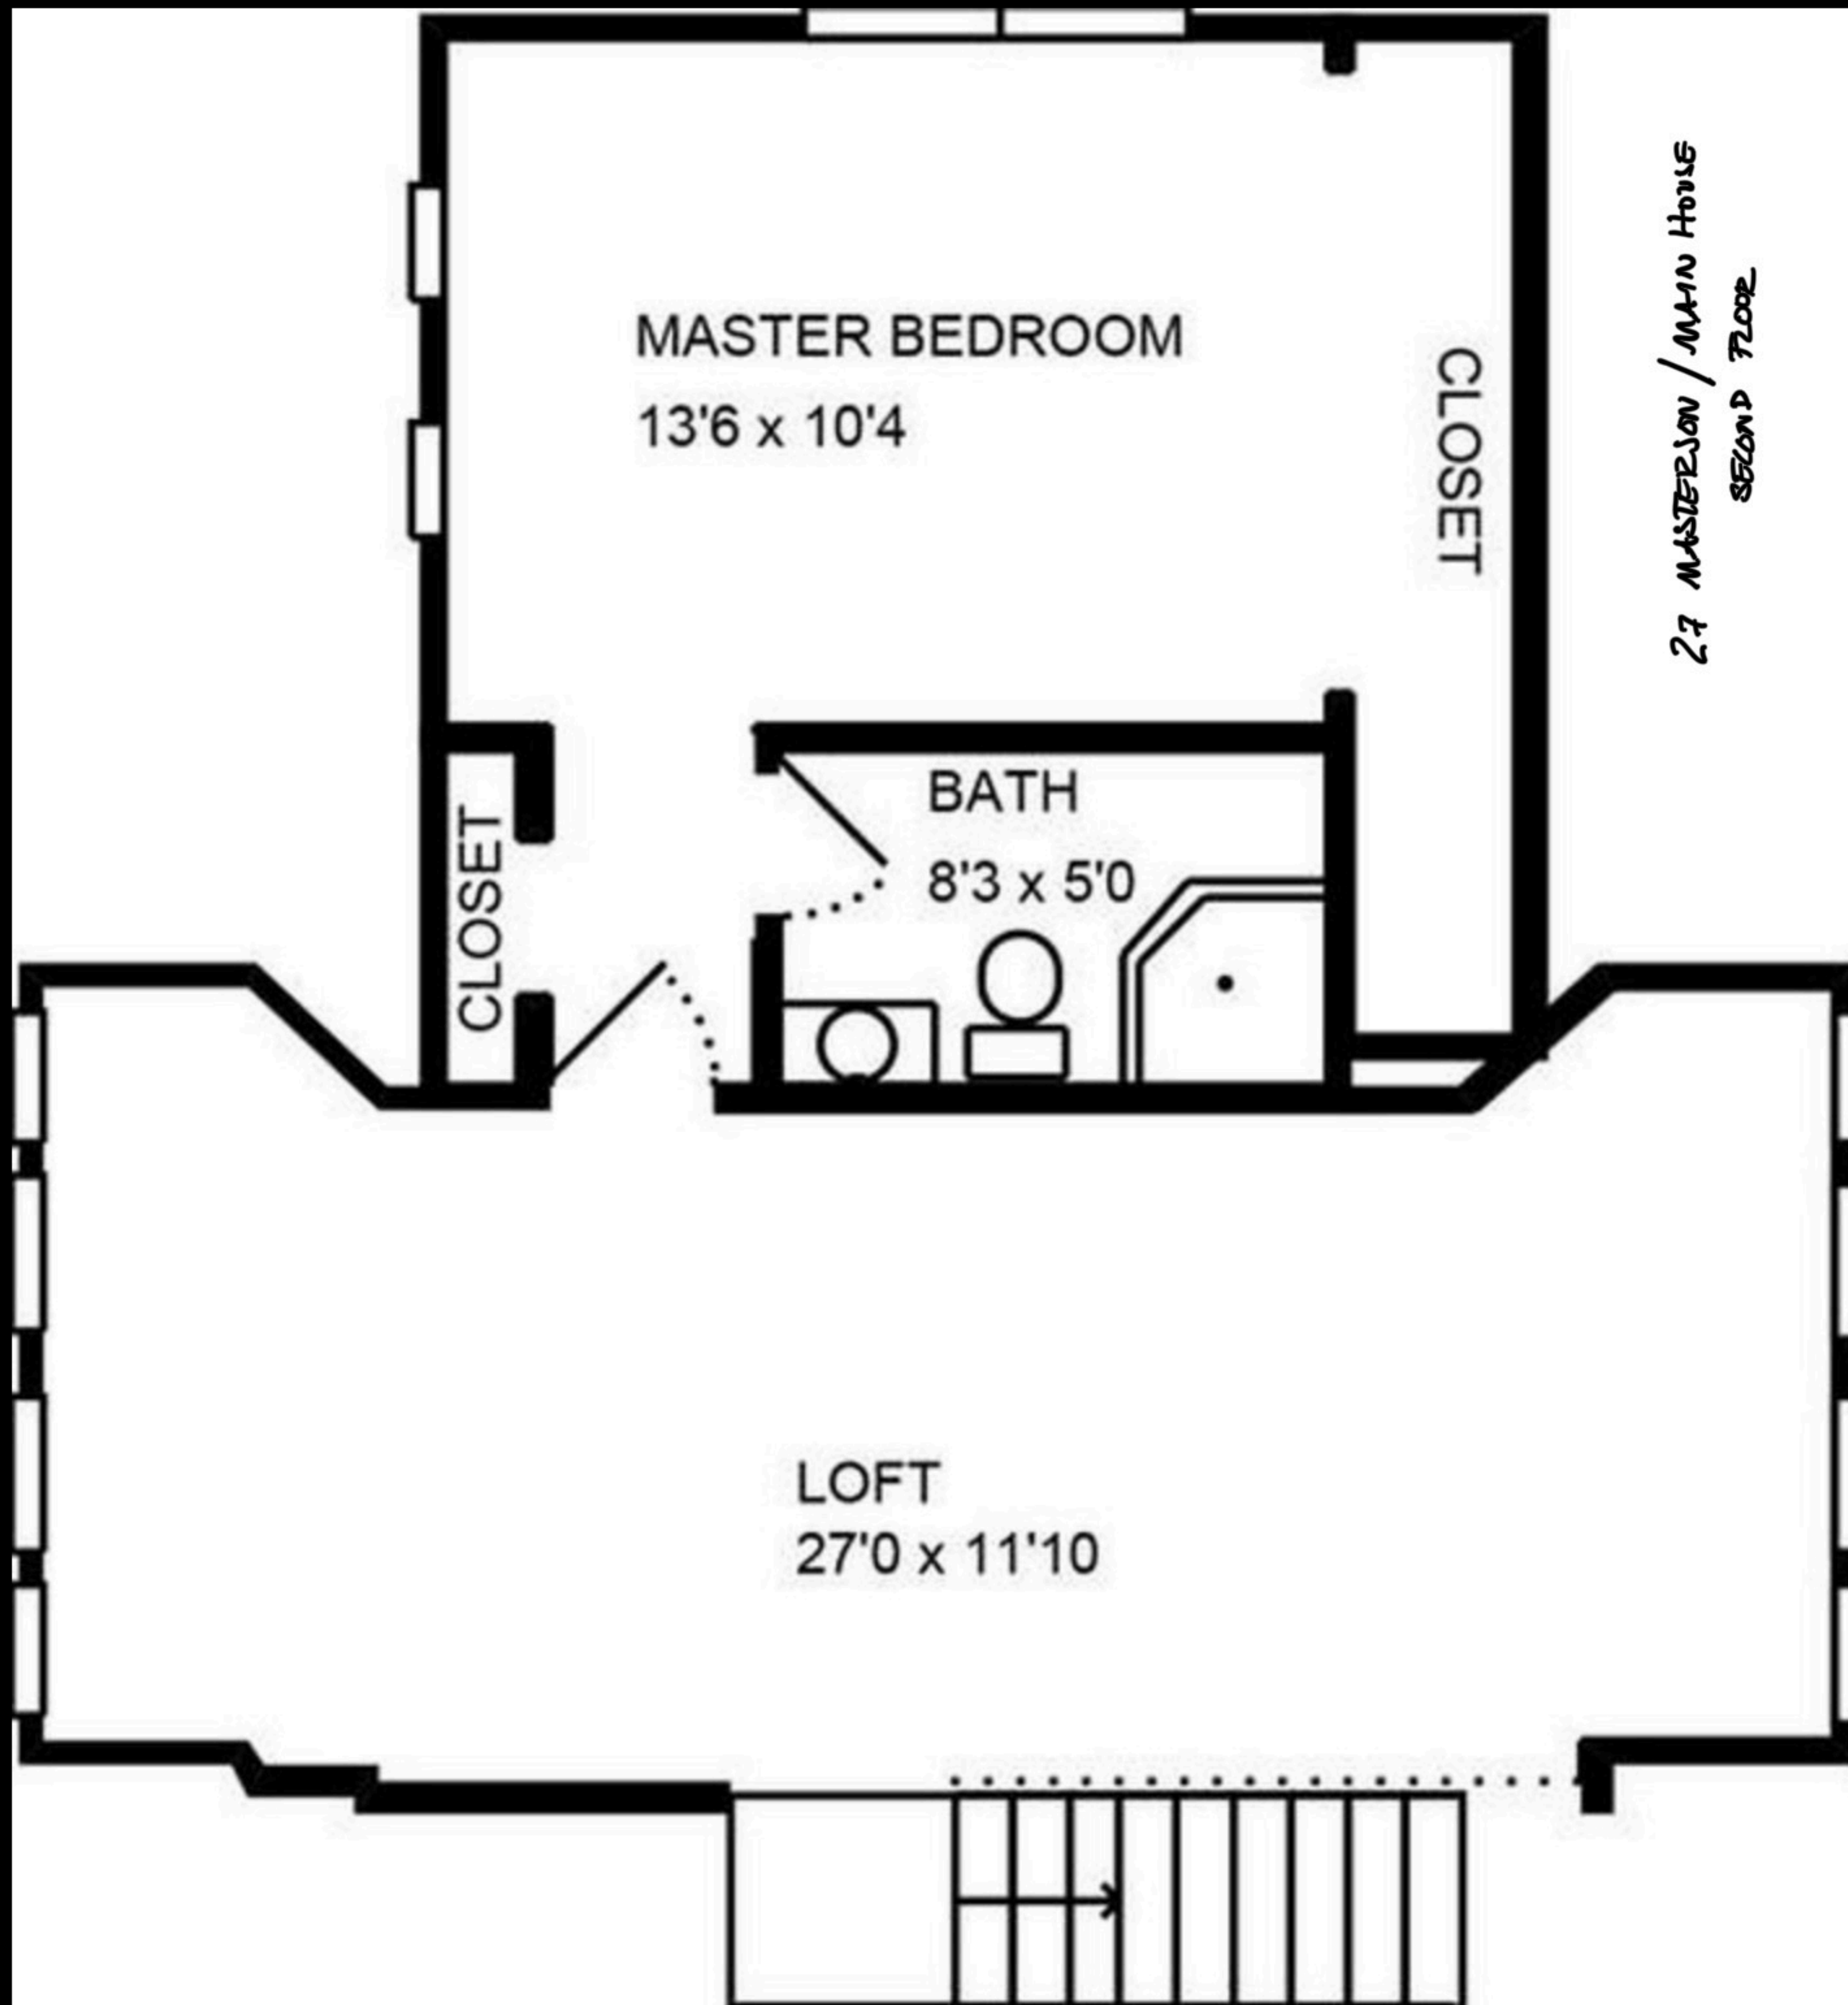 MASTER BEDROOM
13'6 x 10'4
CLOSET
27 MASTERSON / MAIN HOUSE
SECOND FLOOR
BATH
8'3 x 5'0
CLOSET
LOFT
27'0 x 11'10